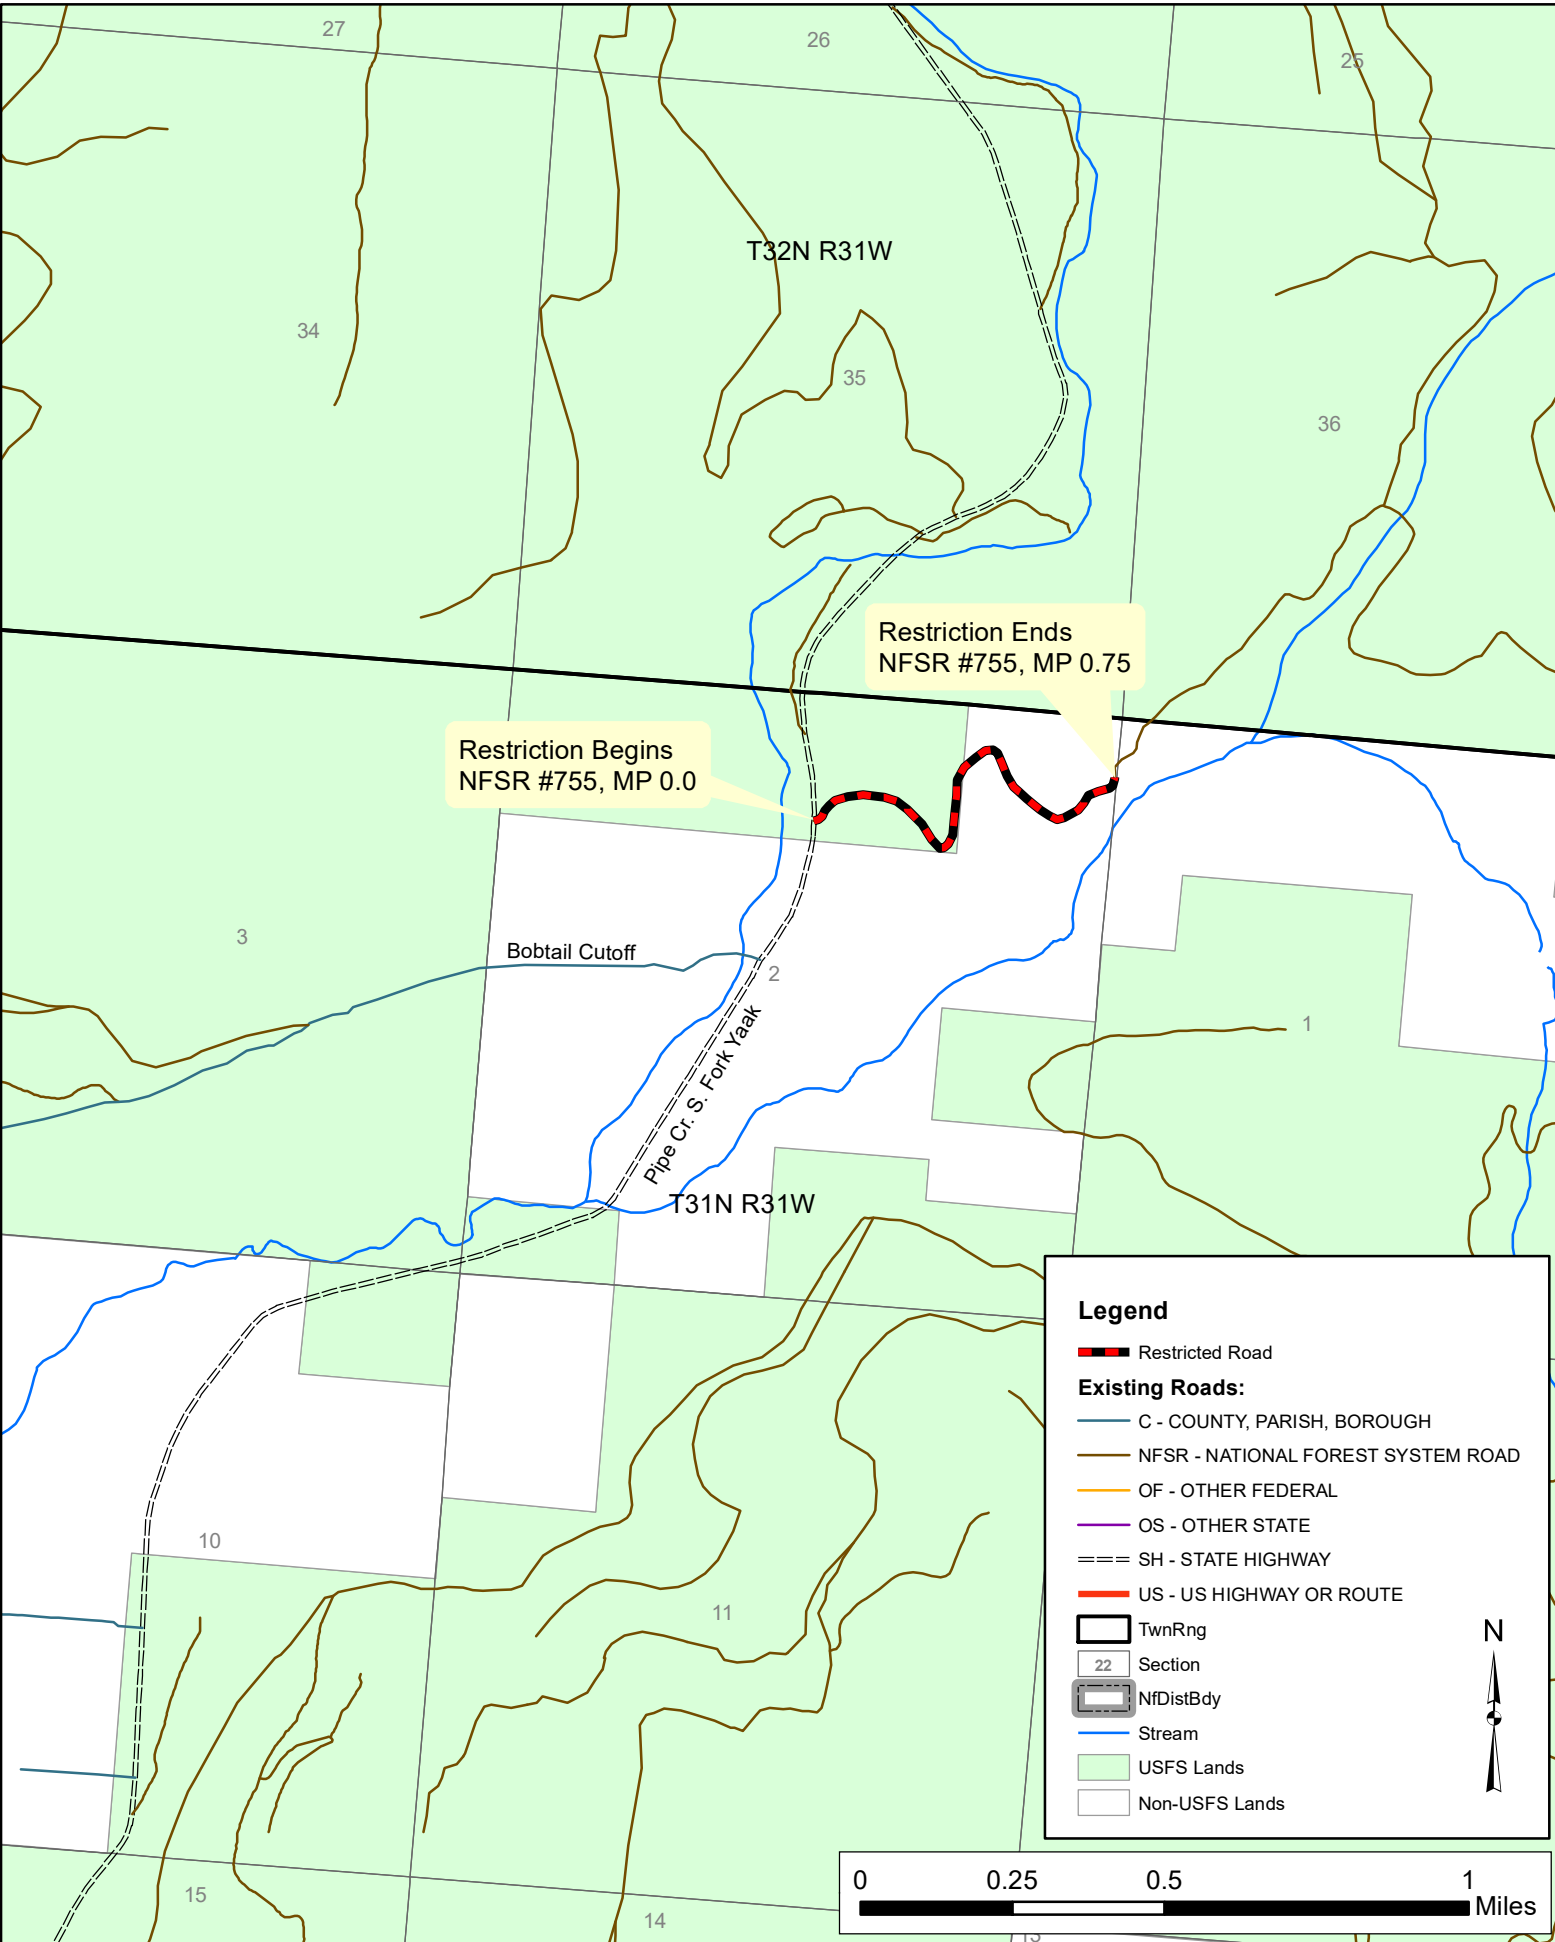 27
26
25
T32N R31W
34
35
36
Restriction Ends
NFSR #755, MP 0.75
Restriction Begins
NFSR #755, MP 0.0
3
Bobtail Cutoff
2
1
Pipe Cr. S. Fork Yaak
T31N R31W
10
11
15
14
13
Legend
Restricted Road
Existing Roads:
C - COUNTY, PARISH, BOROUGH
NFSR - NATIONAL FOREST SYSTEM ROAD
OF - OTHER FEDERAL
OS - OTHER STATE
SH - STATE HIGHWAY
US - US HIGHWAY OR ROUTE
TwnRng
22 Section
NfDistBdy
Stream
USFS Lands
Non-USFS Lands
N
0 0.25 0.5 1
Miles